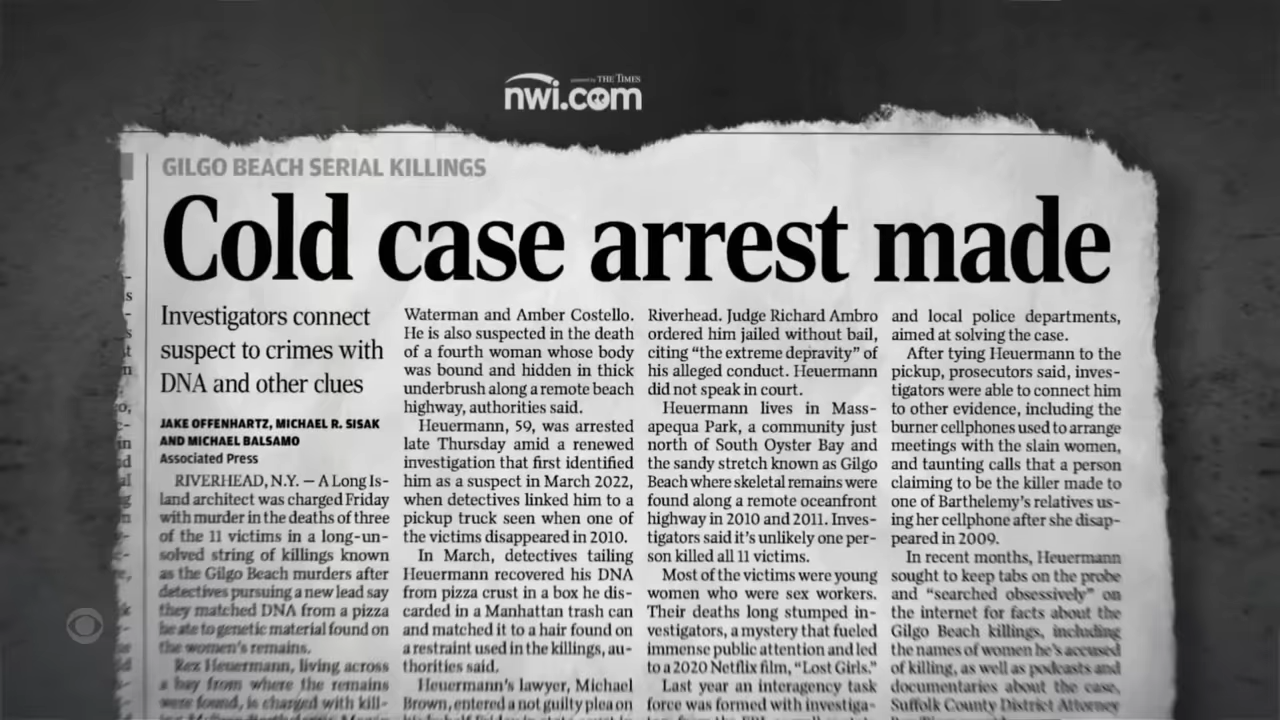 powered by THE TIMES
nwi.com
GILGO BEACH SERIAL KILLINGS
Cold case arrest made
Investigators connect
suspect to crimes with
DNA and other clues
JAKE OFFENHARTZ, MICHAEL R. SISAK
AND MICHAEL BALSAMO
Associated Press
RIVERHEAD, N.Y. — A Long Is-
land architect was charged Friday
with murder in the deaths of three
of the 11 victims in a long-un-
solved string of killings known
as the Gilgo Beach murders after
detectives pursuing a new lead say
they matched DNA from a pizza
he ate to genetic material found on
the women's remains.
Rex Heuermann, living across
a bay from where the remains
were found, is charged with kill-
Waterman and Amber Costello.
He is also suspected in the death
of a fourth woman whose body
was bound and hidden in thick
underbrush along a remote beach
highway, authorities said.
Heuermann, 59, was arrested
late Thursday amid a renewed
investigation that first identified
him as a suspect in March 2022,
when detectives linked him to a
pickup truck seen when one of
the victims disappeared in 2010.
In March, detectives tailing
Heuermann recovered his DNA
from pizza crust in a box he dis-
carded in a Manhattan trash can
and matched it to a hair found on
a restraint used in the killings, au-
thorities said.
Heuermann's lawyer, Michael
Brown, entered a not guilty plea on
Riverhead. Judge Richard Ambro
ordered him jailed without bail,
citing “the extreme depravity” of
his alleged conduct. Heuermann
did not speak in court.
Heuermann lives in Mass-
apequa Park, a community just
north of South Oyster Bay and
the sandy stretch known as Gilgo
Beach where skeletal remains were
found along a remote oceanfront
highway in 2010 and 2011. Inves-
tigators said it's unlikely one per-
son killed all 11 victims.
Most of the victims were young
women who were sex workers.
Their deaths long stumped in-
vestigators, a mystery that fueled
immense public attention and led
to a 2020 Netflix film, “Lost Girls.”
Last year an interagency task
force was formed with investiga-
and local police departments,
aimed at solving the case.
After tying Heuermann to the
pickup, prosecutors said, inves-
tigators were able to connect him
to other evidence, including the
burner cellphones used to arrange
meetings with the slain women,
and taunting calls that a person
claiming to be the killer made to
one of Barthelemy's relatives us-
ing her cellphone after she disap-
peared in 2009.
In recent months, Heuermann
sought to keep tabs on the probe
and “searched obsessively” on
the internet for facts about the
Gilgo Beach killings, including
the names of women he's accused
of killing, as well as podcasts and
documentaries about the case,
Suffolk County District Attorney